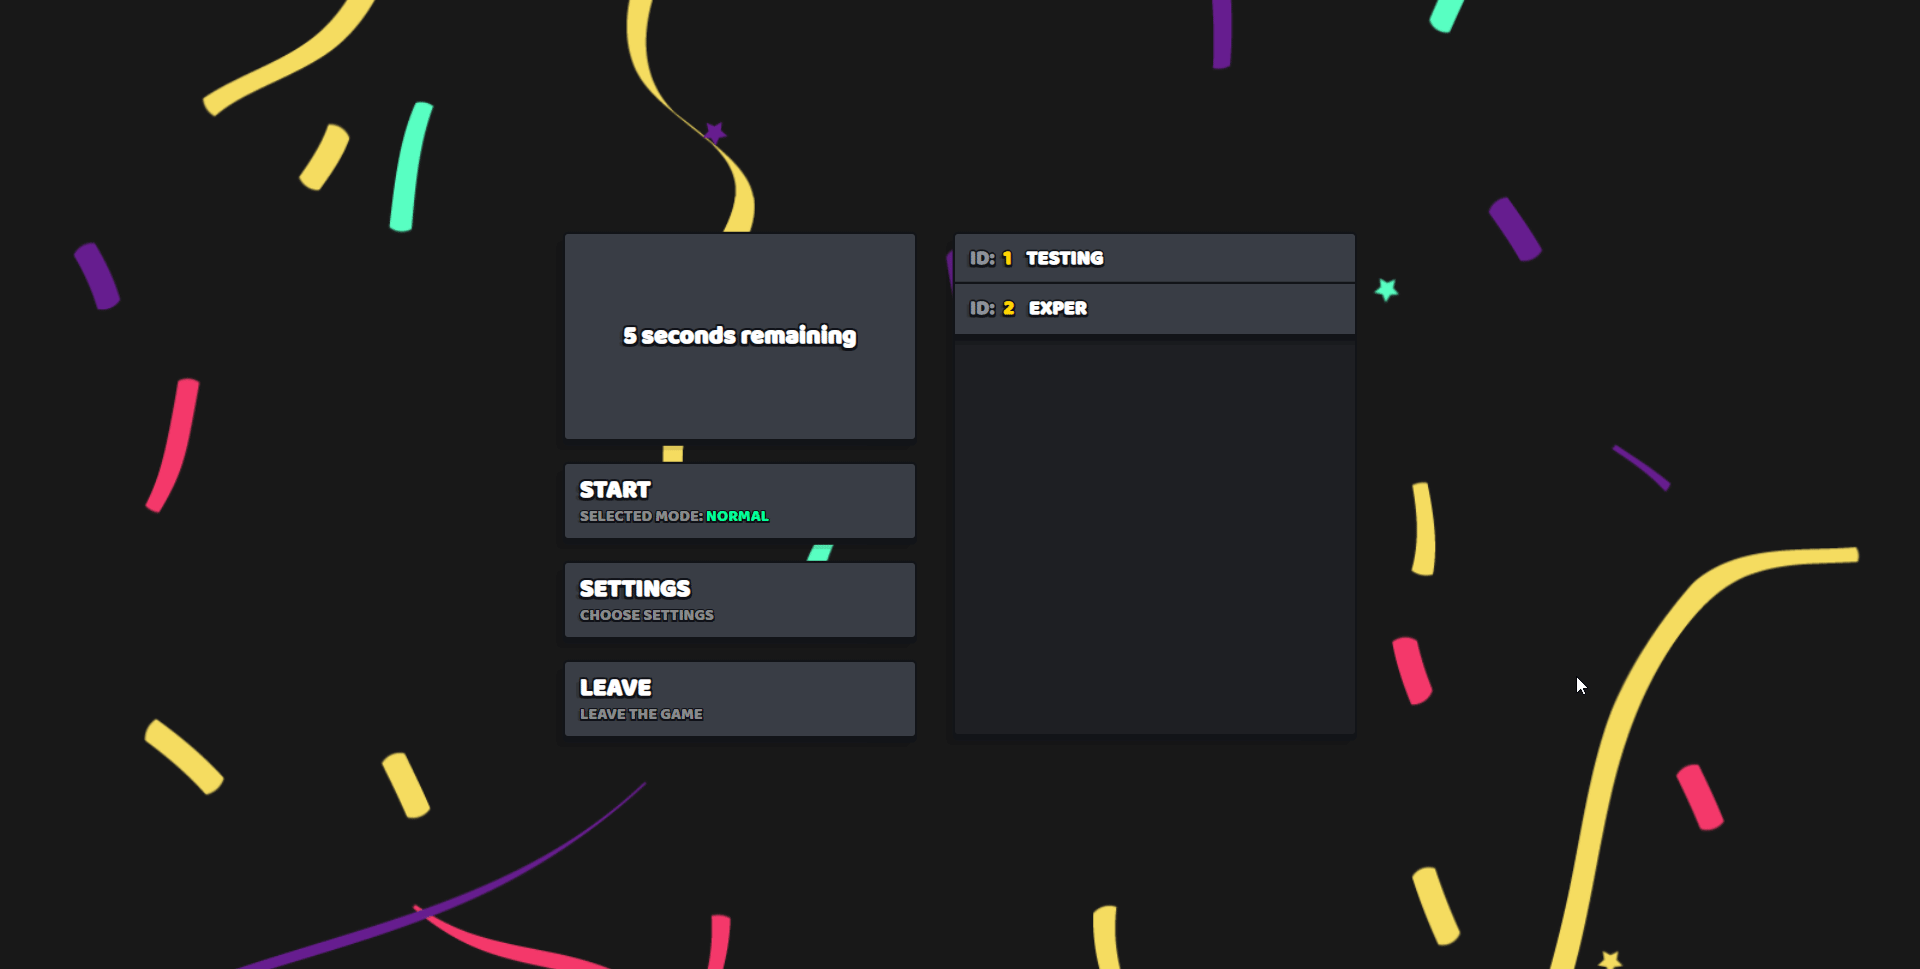 5 seconds remaining
START
SELECTED MODE: NORMAL
SETTINGS
CHOOSE SETTINGS
LEAVE
LEAVE THE GAME
ID: 1 TESTING
ID: 2 EXPER